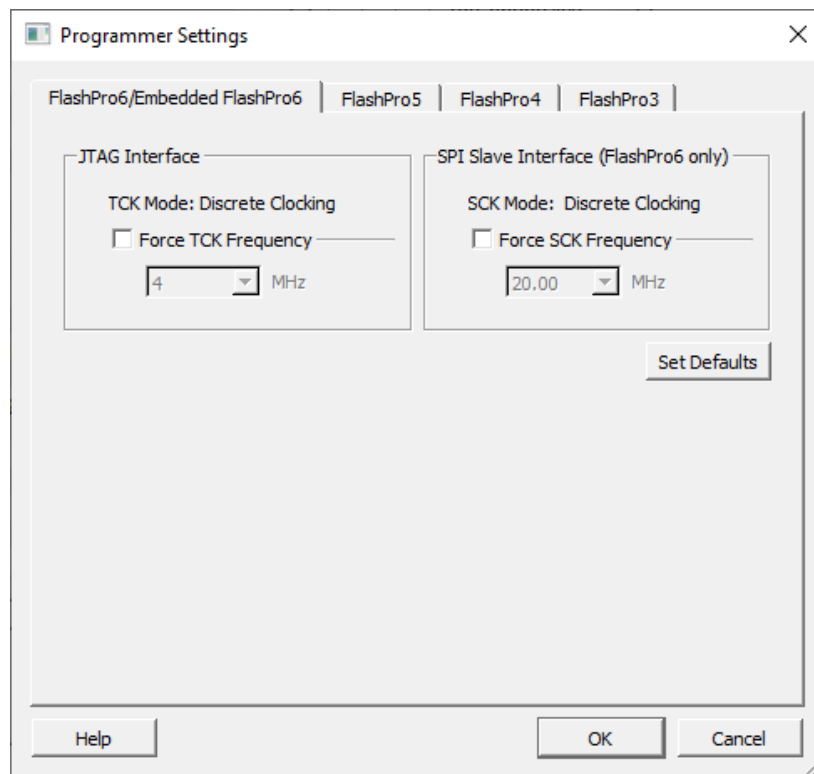 Programmer Settings
FlashPro6/Embedded FlashPro6
FlashPro5
FlashPro4
FlashPro3
JTAG Interface
TCK Mode: Discrete Clocking
Force TCK Frequency
4
MHz
SPI Slave Interface (FlashPro6 only)
SCK Mode: Discrete Clocking
Force SCK Frequency
20.00
MHz
Set Defaults
Help
OK
Cancel